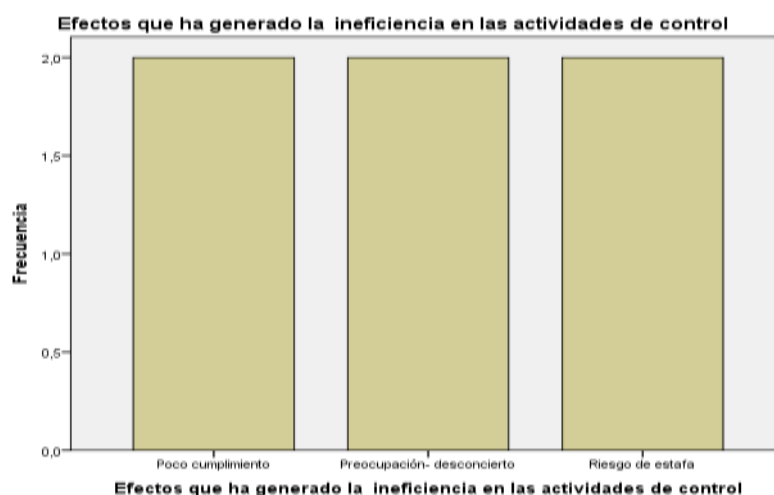 Efectos que ha generado la ineficiencia en las actividades de control
2,0
1,5
1,0
0,5
0,0
Frecuencia
Poco cumplimiento
Preocupación- desconcierto
Riesgo de estafa
Efectos que ha generado la ineficiencia en las actividades de control